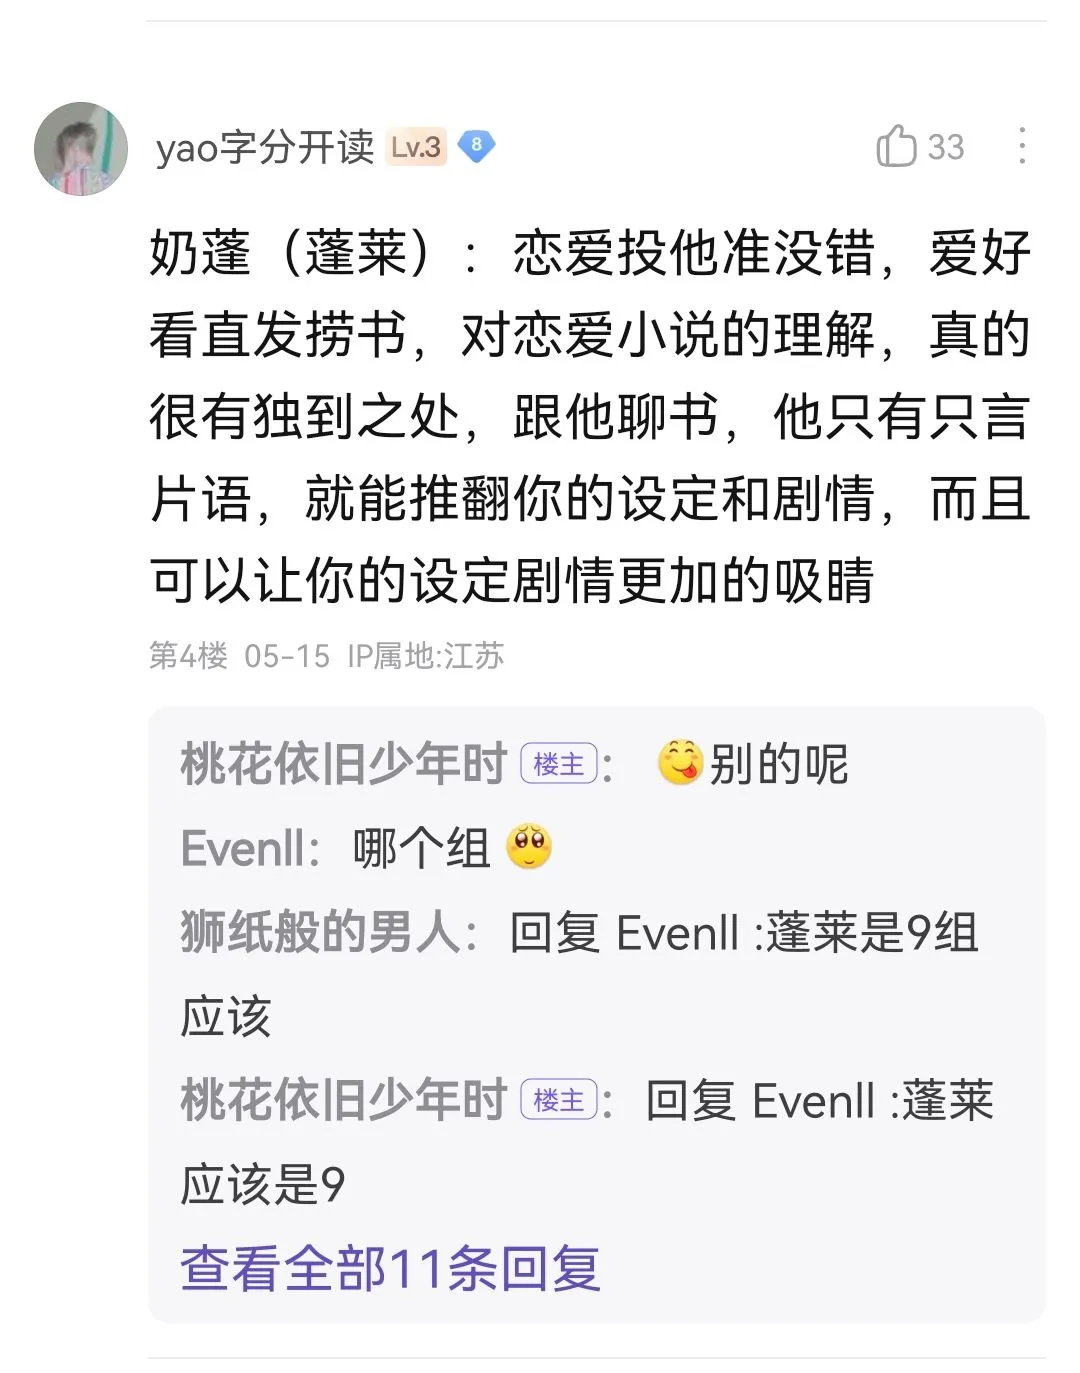 yao字分开读 Lv.3 8 33
奶蓬（蓬莱）：恋爱投他准没错，爱好
看直发捞书，对恋爱小说的理解，真的
很有独到之处，跟他聊书，他只有只言
片语，就能推翻你的设定和剧情，而且
可以让你的设定剧情更加的吸睛
第4楼 05-15 IP属地:江苏
桃花依旧少年时 楼主： 😋别的呢
Evenll：哪个组🥺
狮纸般的男人：回复 Evenll :蓬莱是9组
应该
桃花依旧少年时 楼主：回复 Evenll :蓬莱
应该是9
查看全部11条回复